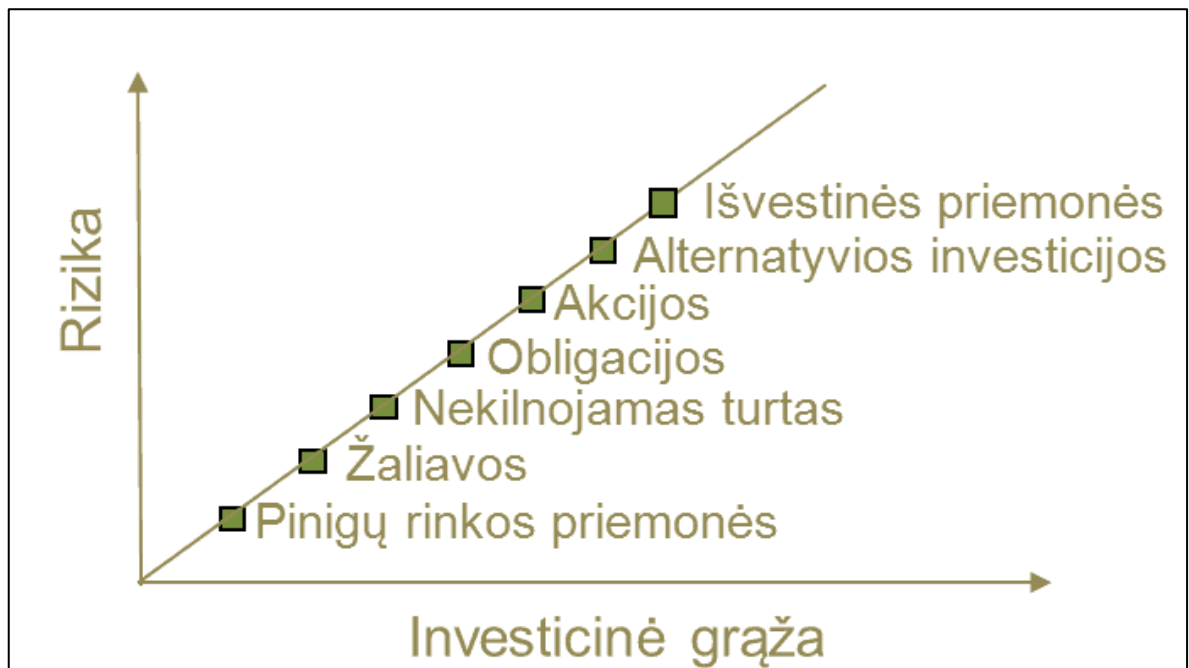 Rizika
Išvestinės priemonės
Alternatyvios investicijos
Akcijos
Obligacijos
Nekilnojamas turtas
Žaliavos
Pinigų rinkos priemonės
Investicinė grąža